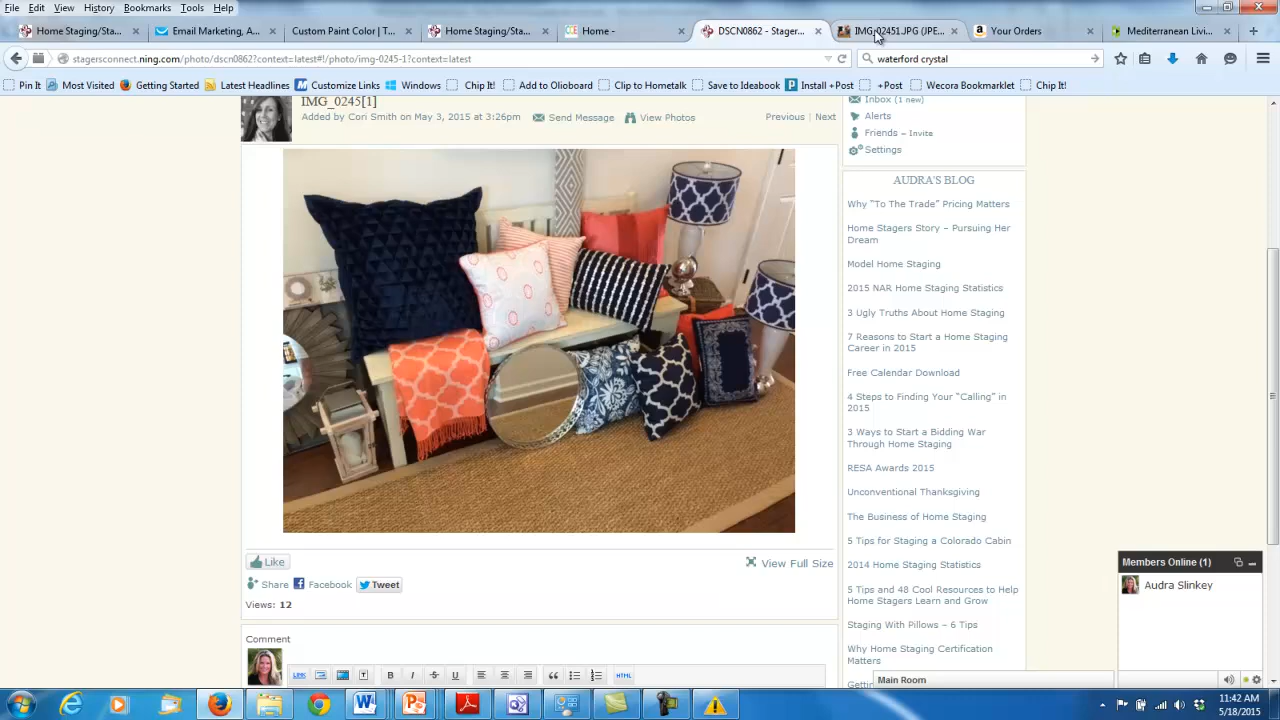 File Edit View History Bookmarks Tools Help
Home Staging/Sta... Email Marketing, A... Custom Paint Color | T... Home Staging/Sta... Home - DSCN0862 - Stager... IMG_02451.JPG (JPE... Your Orders Mediterranean Livi...
stagersconnect.ning.com/photo/dscn0862?context=latest#!/photo/img-0245-1?context=latest
waterford crystal
Pin It Most Visited Getting Started Latest Headlines Customize Links Windows Add to Olioboard Clip to Hometalk Save to Ideabook Install +Post +Post Wecora Bookmarklet Chip It!
IMG_0245[1]
Added by Cori Smith on May 3, 2015 at 3:26pm Send Message View Photos
Previous Next
Like
View Full Size
Share Facebook Tweet
Views: 12
Comment
LINK T B I S U HTML
Inbox (1 new)
Alerts
Friends – Invite
Settings
AUDRA'S BLOG
Why "To The Trade" Pricing Matters
Home Stagers Story – Pursuing Her
Dream
Model Home Staging
2015 NAR Home Staging Statistics
3 Ugly Truths About Home Staging
7 Reasons to Start a Home Staging
Career in 2015
Free Calendar Download
4 Steps to Finding Your "Calling" in
2015
3 Ways to Start a Bidding War
Through Home Staging
RESA Awards 2015
Unconventional Thanksgiving
The Business of Home Staging
5 Tips for Staging a Colorado Cabin
2014 Home Staging Statistics
5 Tips and 48 Cool Resources to Help
Home Stagers Learn and Grow
Staging With Pillows – 6 Tips
Why Home Staging Certification
Matters
Members Online (1)
Audra Slinkey
Main Room
11:42 AM
5/18/2015